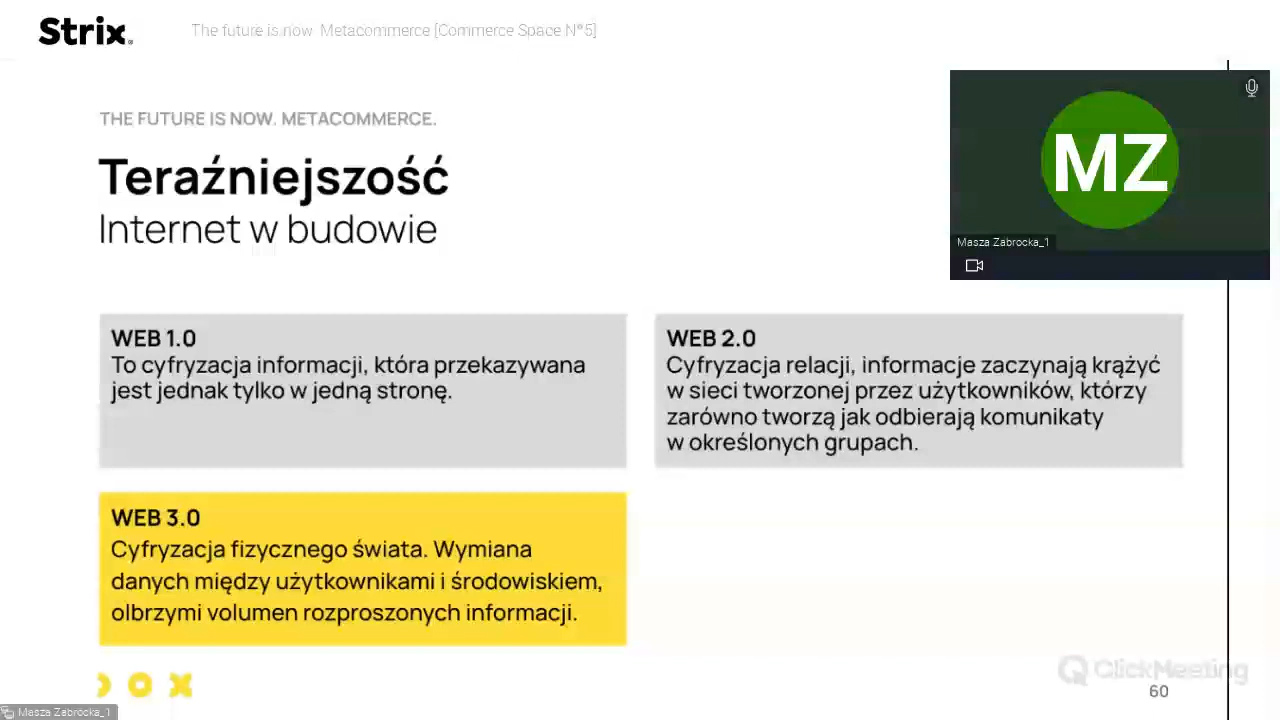 Strix
The future is now. Metacommerce [Commerce Space N°5]
THE FUTURE IS NOW. METACOMMERCE.
Teraźniejszość
Internet w budowie
MZ
Masza Zabrocka_1
WEB 1.0
To cyfryzacja informacji, która przekazywana
jest jednak tylko w jedną stronę.
WEB 2.0
Cyfryzacja relacji, informacje zaczynają krążyć
w sieci tworzonej przez użytkowników, którzy
zarówno tworzą jak odbierają komunikaty
w określonych grupach.
WEB 3.0
Cyfryzacja fizycznego świata. Wymiana
danych między użytkownikami i środowiskiem,
olbrzymi volumen rozproszonych informacji.
ClickMeeting
60
Masza Zabrocka_1